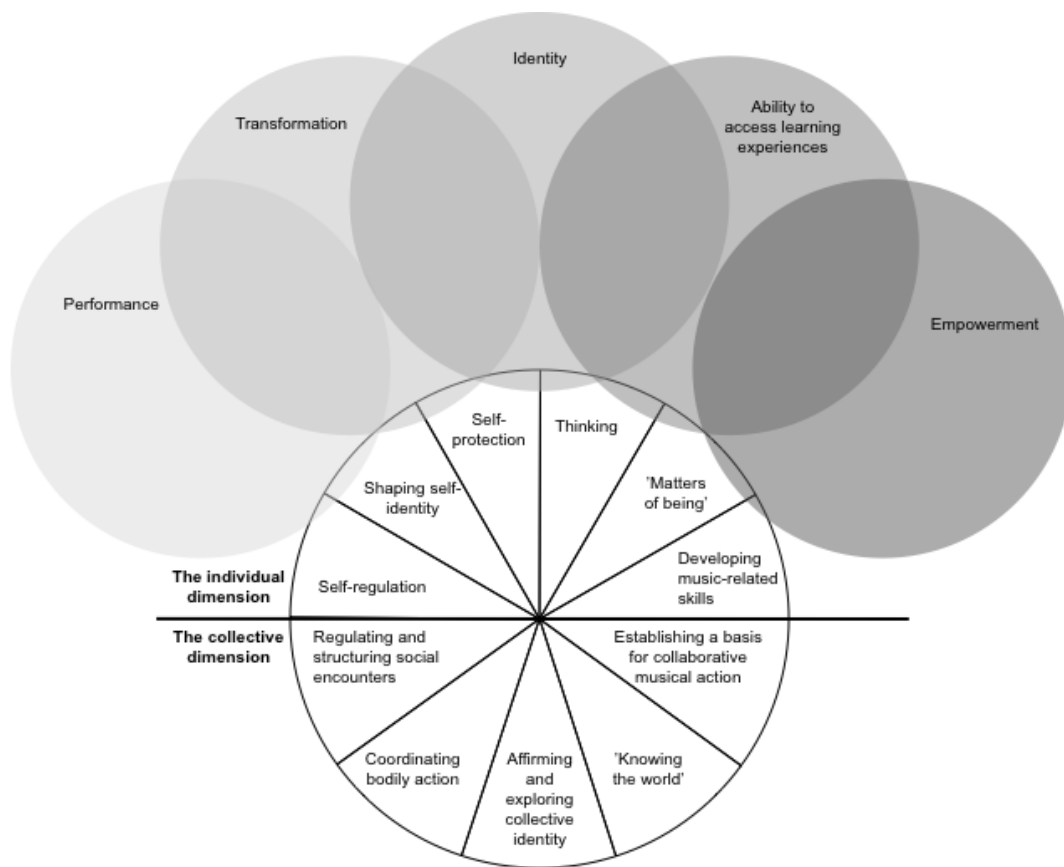 Identity
Transformation
Ability to
access learning
experiences
Performance
Empowerment
Self-
protection
Thinking
Shaping self-
identity
'Matters
of being'
The individual
dimension
Self-regulation
Developing
music-related
skills
The collective
dimension
Regulating and
structuring social
encounters
Establishing a basis
for collaborative
musical action
Coordinating
bodily action
Affirming
and
exploring
collective
identity
'Knowing
the world'